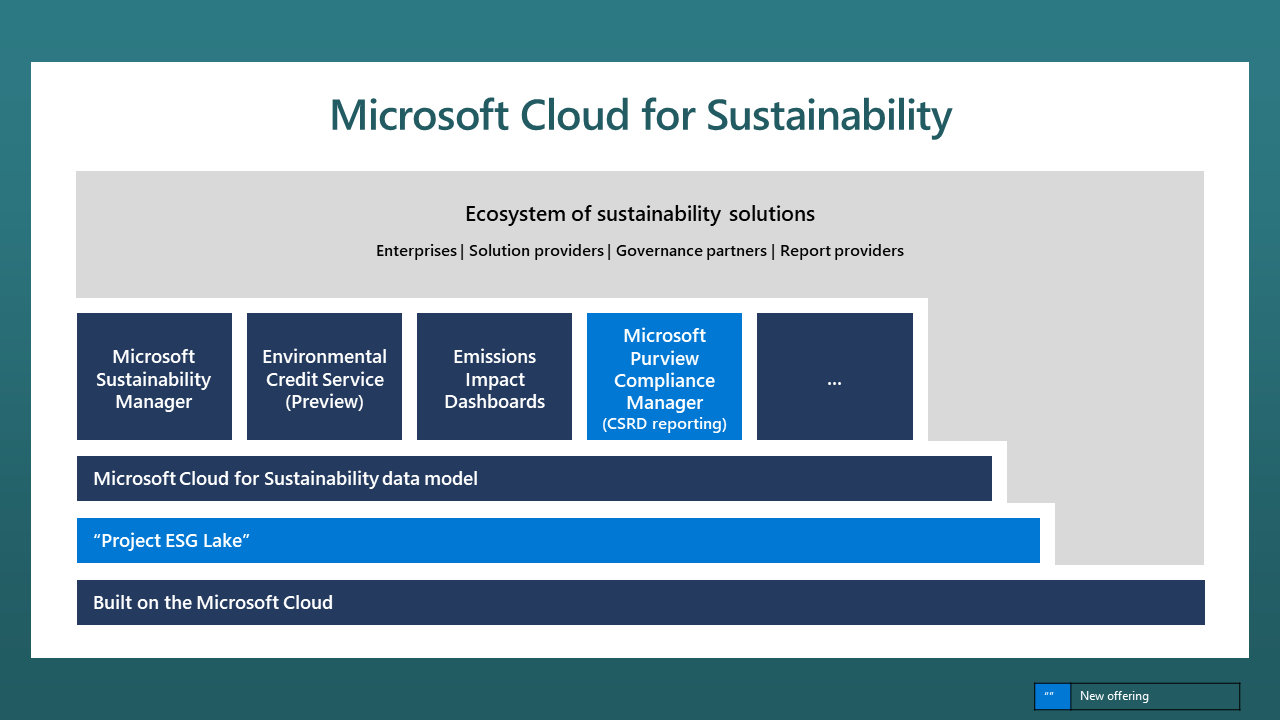 Microsoft Cloud for Sustainability
Ecosystem of sustainability solutions
Enterprises | Solution providers | Governance partners | Report providers
Microsoft
Sustainability
Manager
Environmental
Credit Service
(Preview)
Emissions
Impact
Dashboards
Microsoft
Purview
Compliance
Manager
(CSRD reporting)
...
Microsoft Cloud for Sustainability data model
“Project ESG Lake”
Built on the Microsoft Cloud
“” New offering